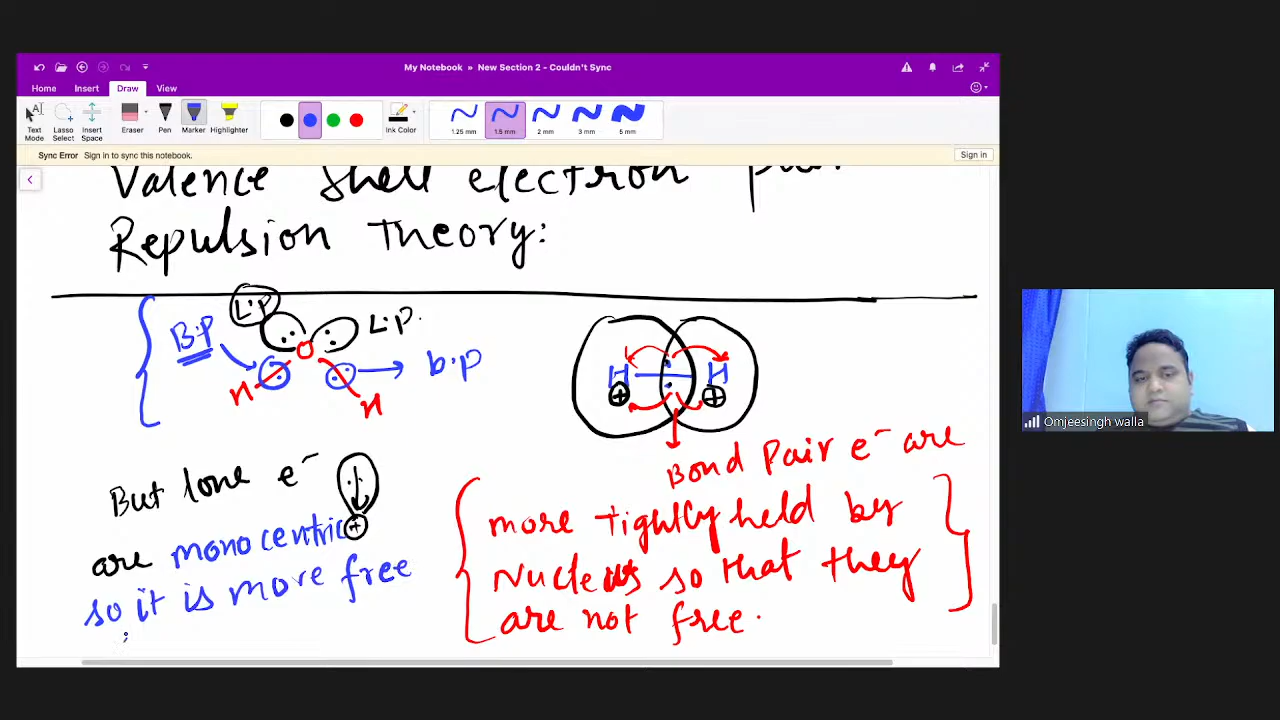 My Notebook » New Section 2 - Couldn't Sync
Home Insert Draw View
Text Mode
Lasso Select
Insert Space
Eraser
Pen
Marker
Highlighter
Ink Color
1.25 mm
1.5 mm
2 mm
3 mm
5 mm
Sync Error Sign in to sync this notebook.
Sign in
Valence shell electron
Repulsion Theory:
L:P
L.P.
B.P
b.p
O
H
H
H
H
+
+
Bond Pair e⁻ are
more tightly held by
Nucleus so that they
are not free.
But lone e⁻
are monocentric
+
so it is more free
Omjeesingh walla